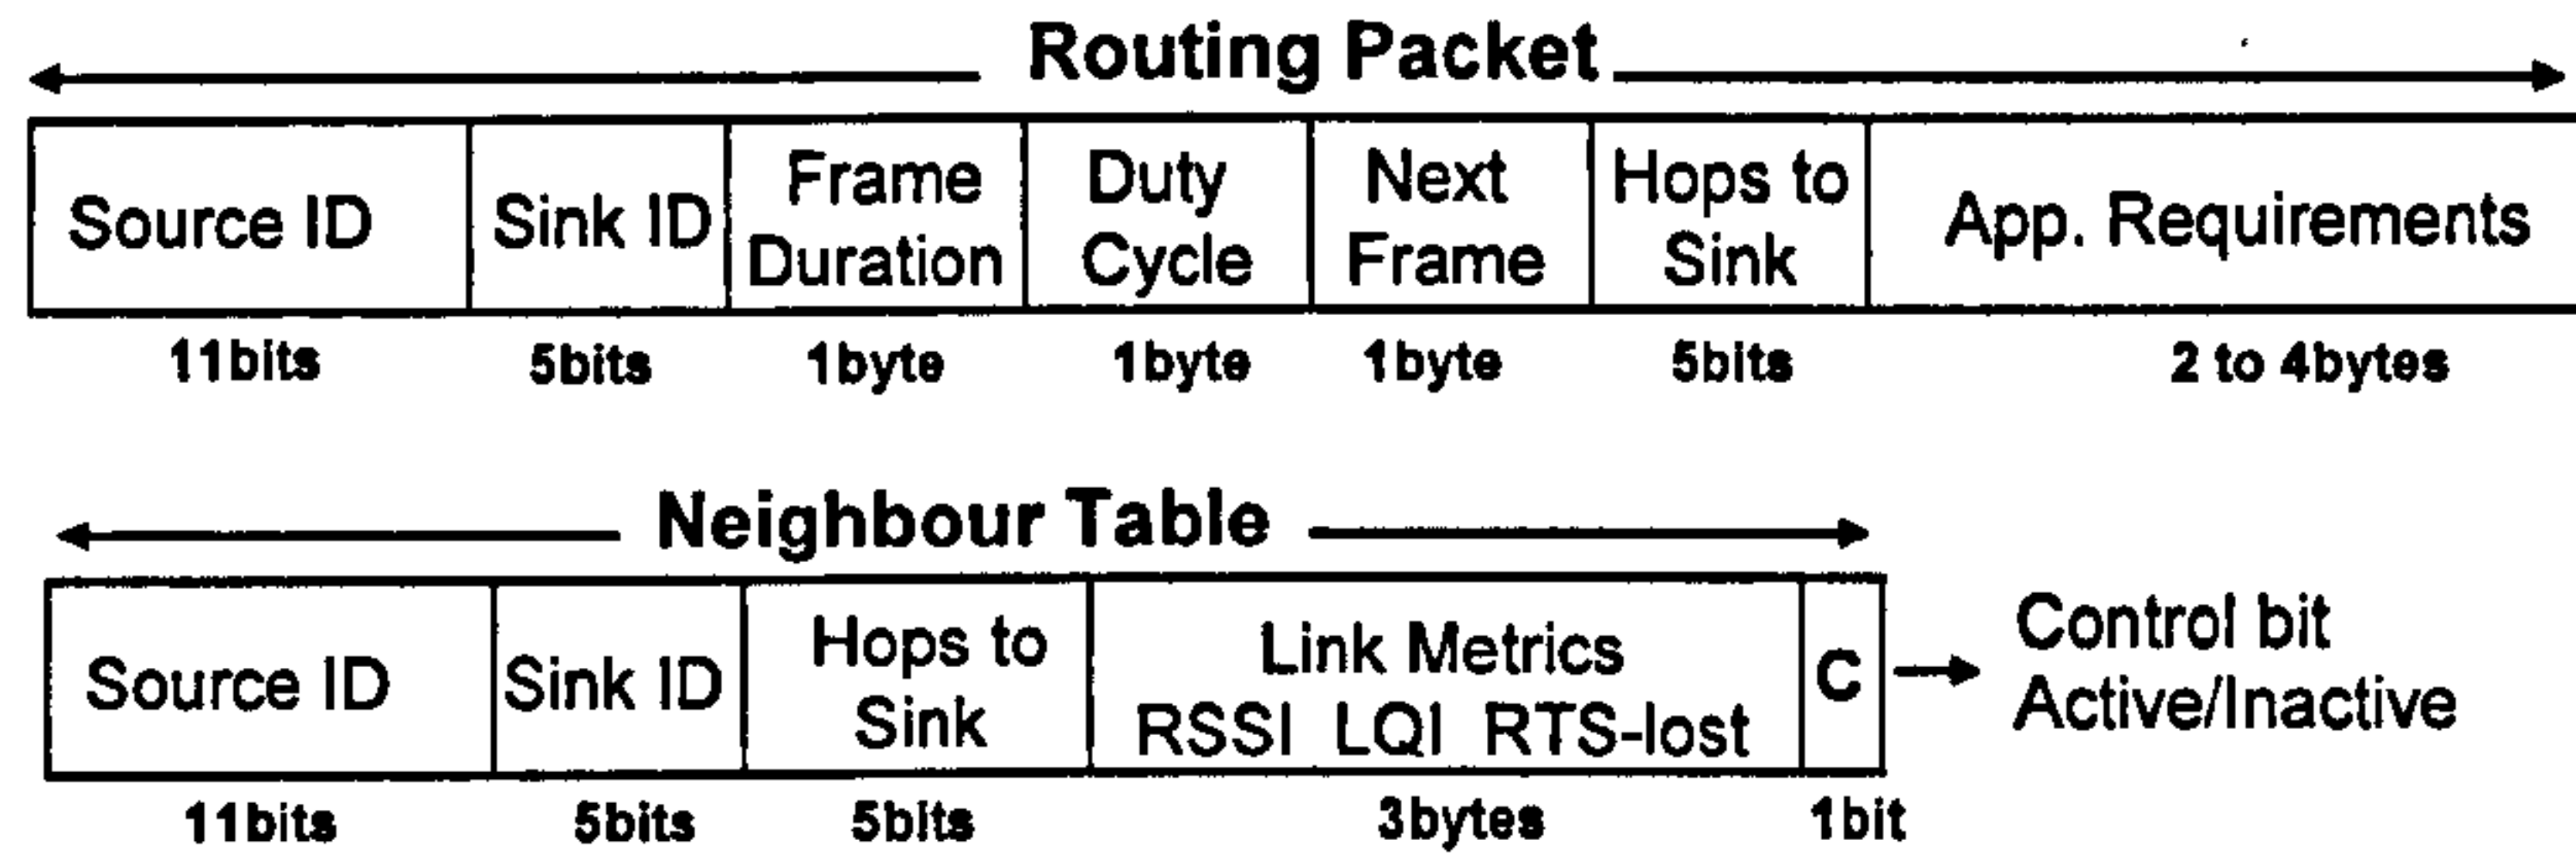 Routing Packet
Source ID
Sink ID
Frame
Duration
Duty
Cycle
Next
Frame
Hops to
Sink
App. Requirements
11bits
5bits
1byte
1byte
1byte
5bits
2 to 4bytes
Neighbour Table
Source ID
Sink ID
Hops to
Sink
Link Metrics
RSSI LQI RTS-lost
C
Control bit
Active/Inactive
11bits
5bits
5bits
3bytes
1bit